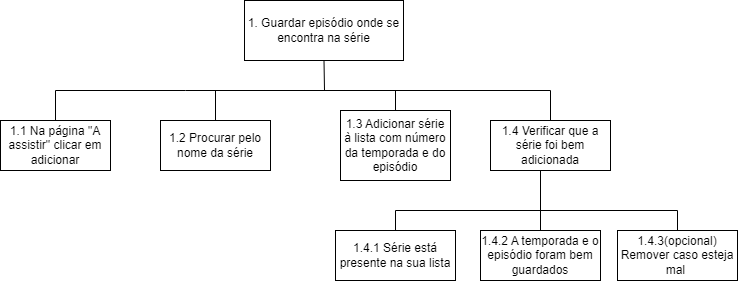 1. Guardar episódio onde se
encontra na série
1.1 Na página "A
assistir" clicar em
adicionar
1.2 Procurar pelo
nome da série
1.3 Adicionar série
à lista com número
da temporada e do
episódio
1.4 Verificar que a
série foi bem
adicionada
1.4.1 Série está
presente na sua lista
1.4.2 A temporada e o
episódio foram bem
guardados
1.4.3(opcional)
Remover caso esteja
mal